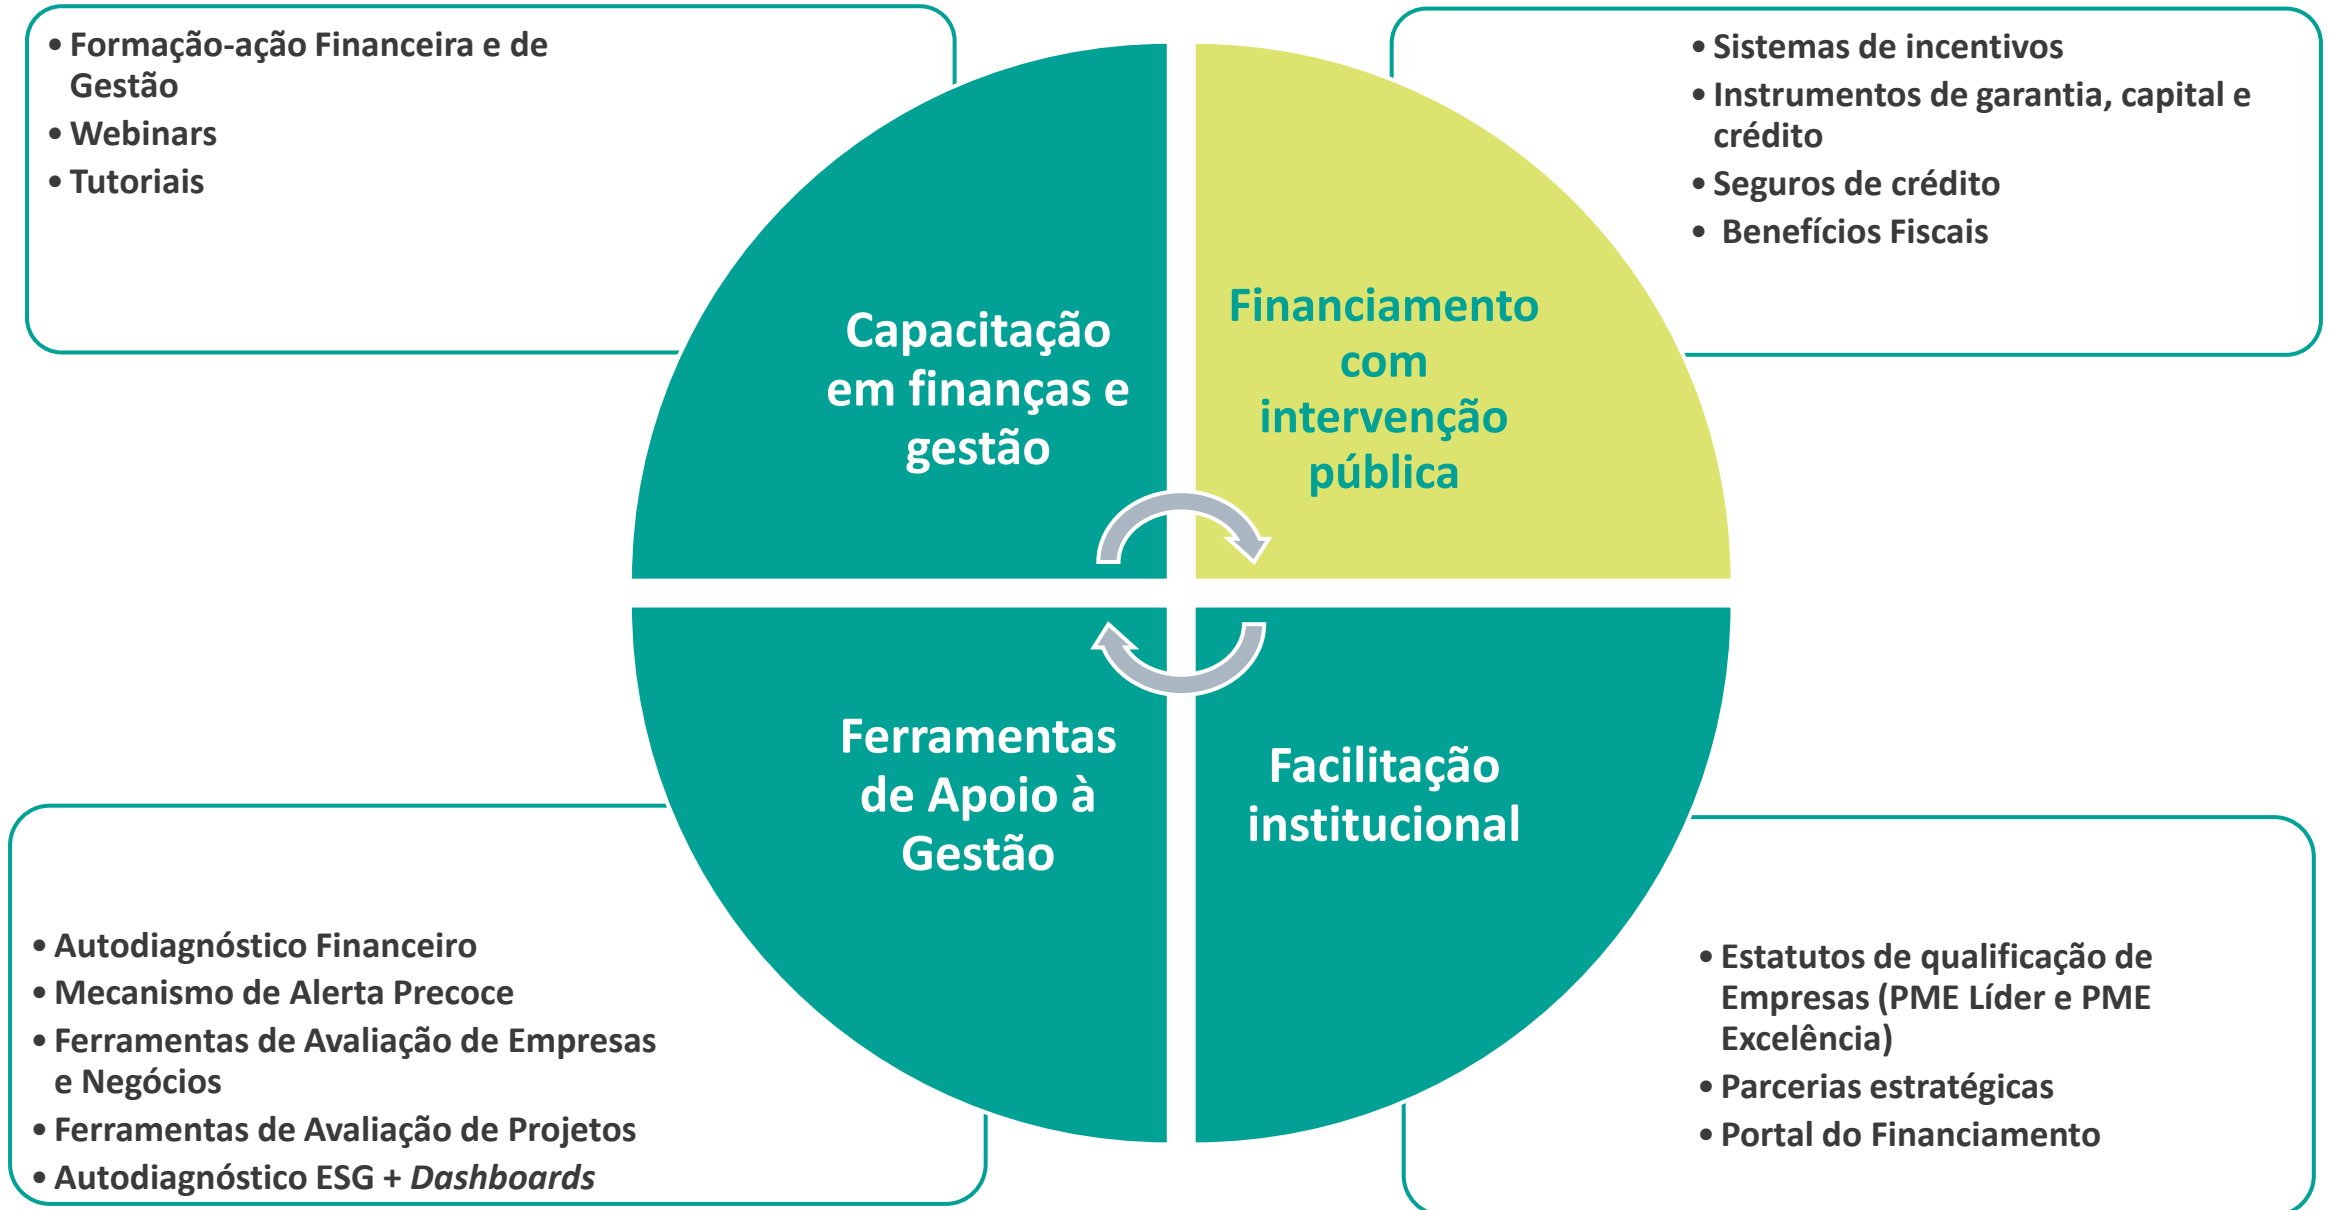 • Formação-ação Financeira e de
Gestão
• Webinars
• Tutoriais
• Sistemas de incentivos
• Instrumentos de garantia, capital e
crédito
• Seguros de crédito
• Benefícios Fiscais
Capacitação
em finanças e
gestão
Financiamento
com
intervenção
pública
Ferramentas
de Apoio à
Gestão
Facilitação
institucional
• Autodiagnóstico Financeiro
• Mecanismo de Alerta Precoce
• Ferramentas de Avaliação de Empresas
e Negócios
• Ferramentas de Avaliação de Projetos
• Autodiagnóstico ESG + Dashboards
• Estatutos de qualificação de
Empresas (PME Líder e PME
Excelência)
• Parcerias estratégicas
• Portal do Financiamento